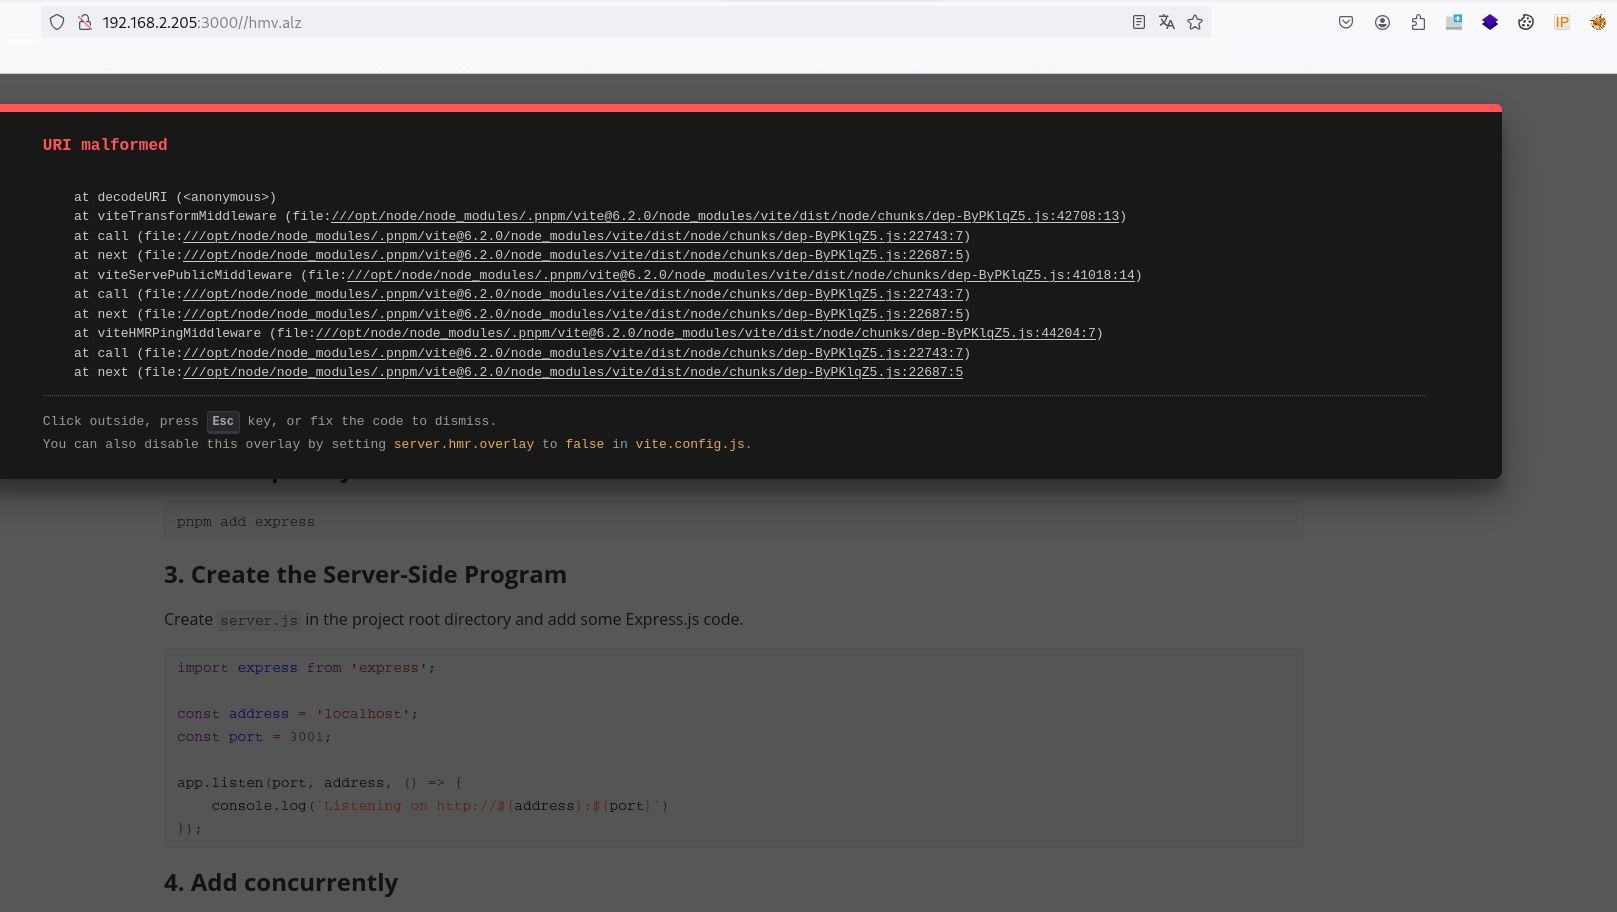 192.168.2.205:3000//hmv.alz
IP
URI malformed
at decodeURI (<anonymous>)
at viteTransformMiddleware (file:///opt/node/node_modules/.pnpm/vite@6.2.0/node_modules/vite/dist/node/chunks/dep-ByPKlqZ5.js:42708:13)
at call (file:///opt/node/node_modules/.pnpm/vite@6.2.0/node_modules/vite/dist/node/chunks/dep-ByPKlqZ5.js:22743:7)
at next (file:///opt/node/node_modules/.pnpm/vite@6.2.0/node_modules/vite/dist/node/chunks/dep-ByPKlqZ5.js:22687:5)
at viteServePublicMiddleware (file:///opt/node/node_modules/.pnpm/vite@6.2.0/node_modules/vite/dist/node/chunks/dep-ByPKlqZ5.js:41018:14)
at call (file:///opt/node/node_modules/.pnpm/vite@6.2.0/node_modules/vite/dist/node/chunks/dep-ByPKlqZ5.js:22743:7)
at next (file:///opt/node/node_modules/.pnpm/vite@6.2.0/node_modules/vite/dist/node/chunks/dep-ByPKlqZ5.js:22687:5)
at viteHMRPingMiddleware (file:///opt/node/node_modules/.pnpm/vite@6.2.0/node_modules/vite/dist/node/chunks/dep-ByPKlqZ5.js:44204:7)
at call (file:///opt/node/node_modules/.pnpm/vite@6.2.0/node_modules/vite/dist/node/chunks/dep-ByPKlqZ5.js:22743:7)
at next (file:///opt/node/node_modules/.pnpm/vite@6.2.0/node_modules/vite/dist/node/chunks/dep-ByPKlqZ5.js:22687:5
Click outside, press Esc key, or fix the code to dismiss.
You can also disable this overlay by setting server.hmr.overlay to false in vite.config.js.
pnpm add express
3. Create the Server-Side Program
Create server.js in the project root directory and add some Express.js code.
import express from 'express';
const address = 'localhost';
const port = 3001;
app.listen(port, address, () => {
console.log(`Listening on http://${address}:${port}`)
});
4. Add concurrently